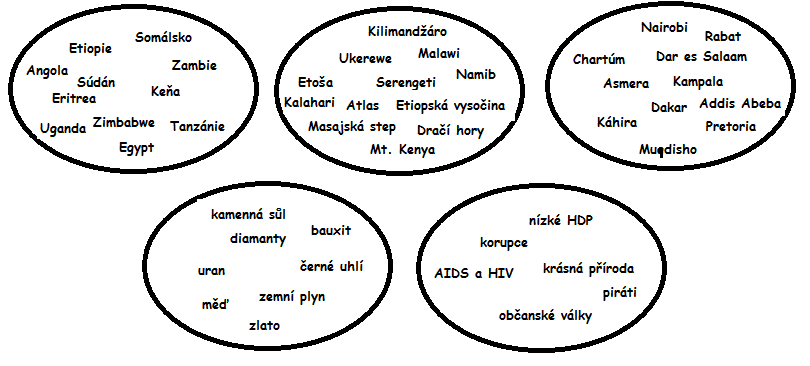 Etiopie
Somálsko
Angola
Zambie
Súdán
Keňa
Eritrea
Uganda
Zimbabwe
Tanzánie
Egypt
Kilimandžáro
Ukerewe
Malawi
Namib
Etoša
Serengeti
Kalahari
Atlas
Etiopská vysočina
Masajská step
Dračí hory
Mt. Kenya
Nairobi
Rabat
Chartúm
Dar es Salaam
Asmera
Kampala
Dakar
Addis Abeba
Káhira
Pretoria
Muqdisho
kamenná sůl
diamanty
bauxit
uran
černé uhlí
měď
zemní plyn
zlato
nízké HDP
korupce
AIDS a HIV
krásná příroda
piráti
občanské války